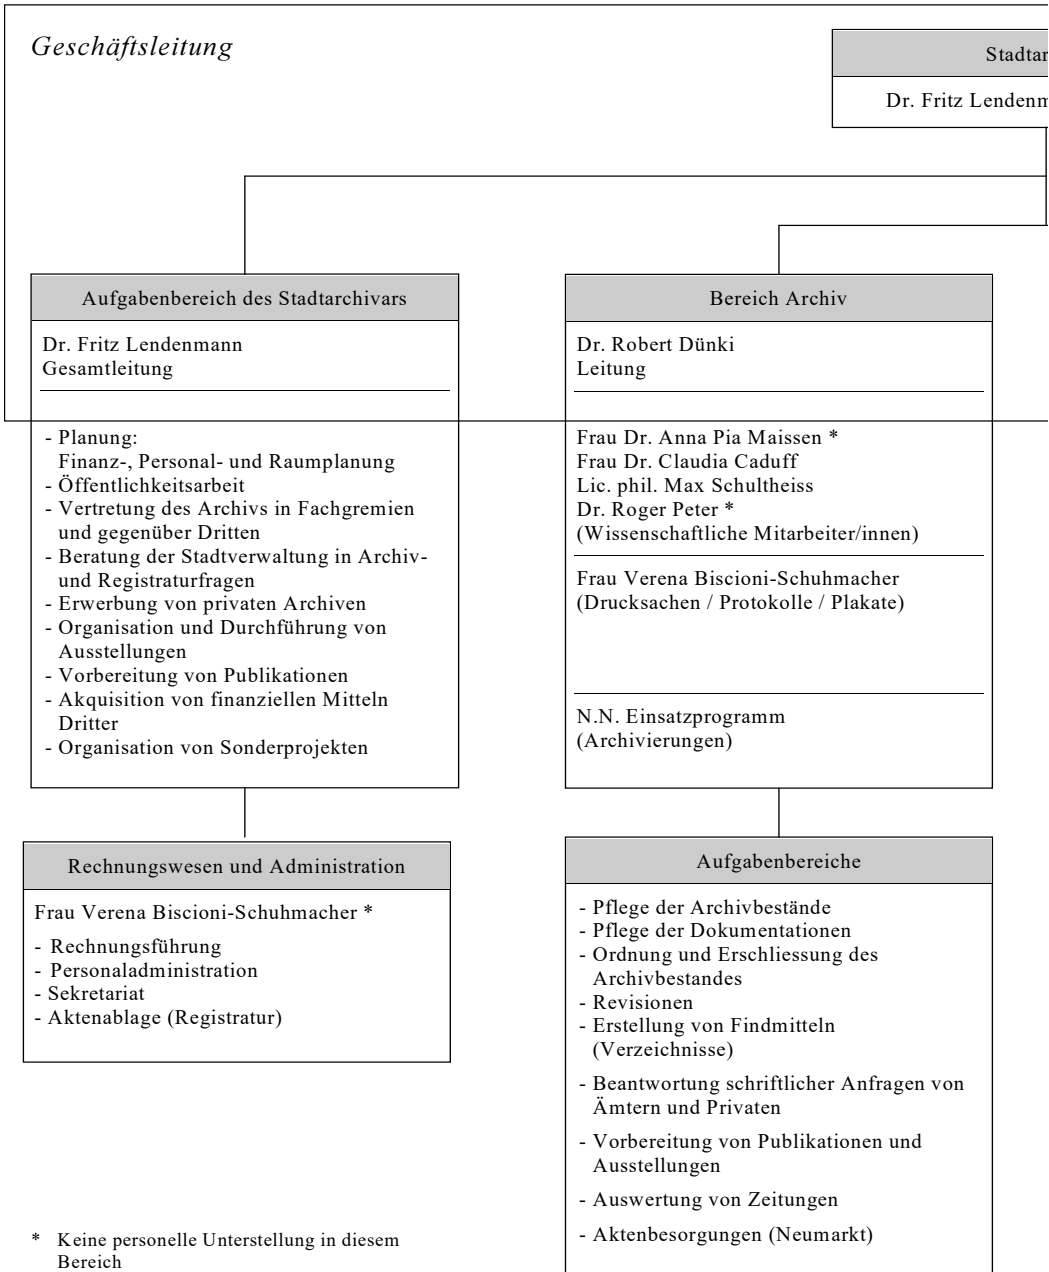 Geschäftsleitung
Stadtar
Dr. Fritz Lenden
Aufgabenbereich des Stadtarchivars
Dr. Fritz Lendenmann
Gesamtleitung
- Planung:
Finanz-, Personal- und Raumplanung
- Öffentlichkeitsarbeit
- Vertretung des Archivs in Fachgremien
und gegenüber Dritten
- Beratung der Stadtverwaltung in Archiv-
und Registraturfragen
- Erwerbung von privaten Archiven
- Organisation und Durchführung von
Ausstellungen
- Vorbereitung von Publikationen
- Akquisition von finanziellen Mitteln
Dritter
- Organisation von Sonderprojekten
Rechnungswesen und Administration
Frau Verena Biscioni-Schuhmacher *
- Rechnungsführung
- Personaladministration
- Sekretariat
- Aktenablage (Registratur)
* Keine personelle Unterstellung in diesem
Bereich
Bereich Archiv
Dr. Robert Dünki
Leitung
Frau Dr. Anna Pia Maissen *
Frau Dr. Claudia Caduff
Lic. phil. Max Schultheiss
Dr. Roger Peter *
(Wissenschaftliche Mitarbeiter/innen)
Frau Verena Biscioni-Schuhmacher
(Drucksachen / Protokolle / Plakate)
N.N. Einsatzprogramm
(Archivierungen)
Aufgabenbereiche
- Pflege der Archivbestände
- Pflege der Dokumentationen
- Ordnung und Erschliessung des
Archivbestandes
- Revisionen
- Erstellung von Findmitteln
(Verzeichnisse)
- Beantwortung schriftlicher Anfragen von
Ämtern und Privaten
- Vorbereitung von Publikationen und
Ausstellungen
- Auswertung von Zeitungen
- Aktenbesorgungen (Neumarkt)